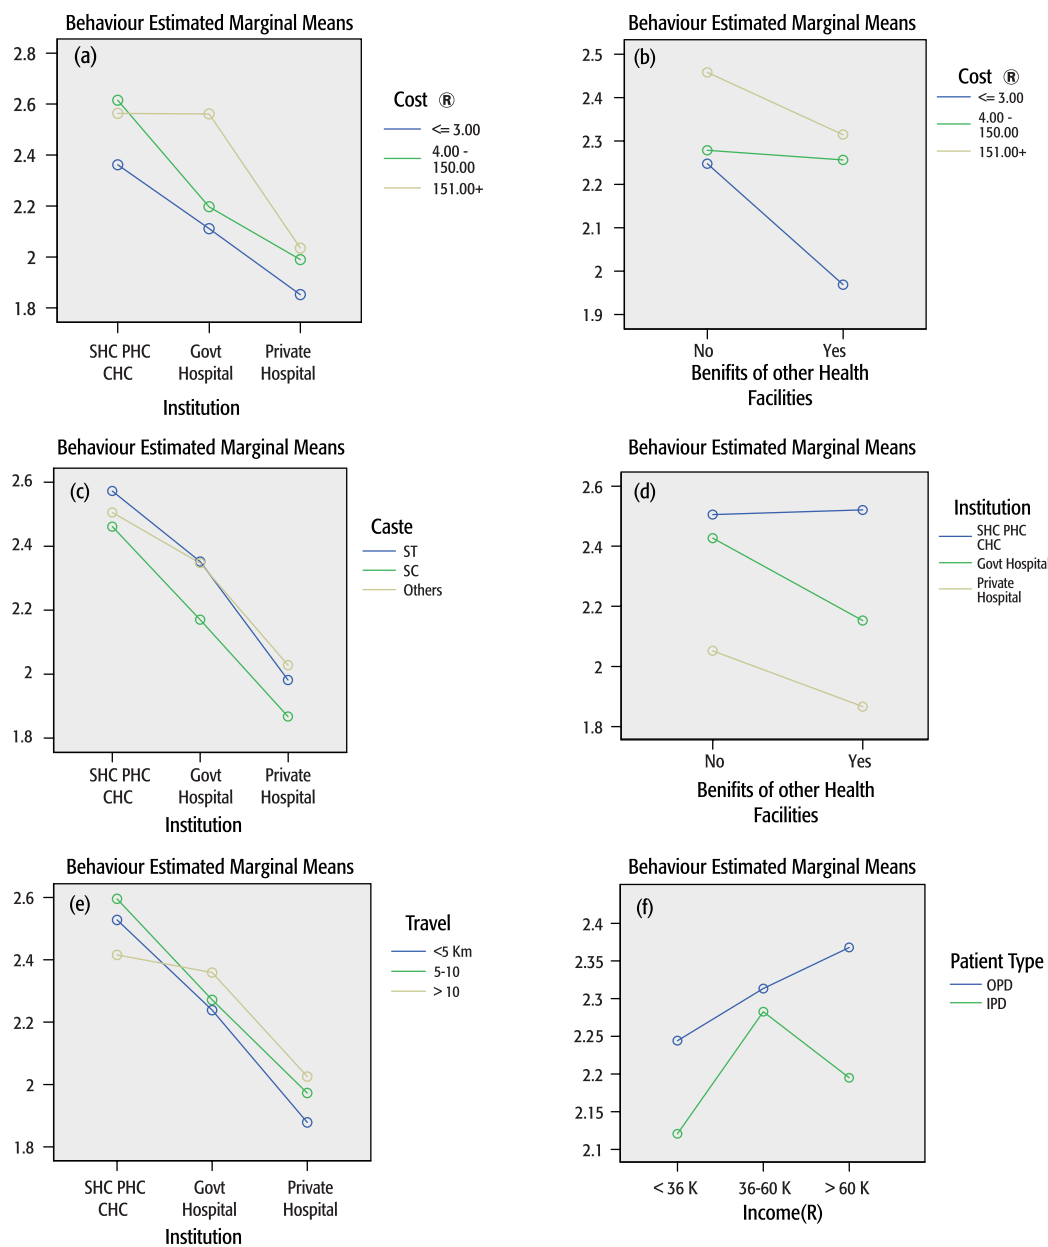 Behaviour Estimated Marginal Means
(a)
2.8
2.6
2.4
2.2
2
1.8
SHC PHC
CHC
Govt
Hospital
Private
Hospital
Institution
Cost ®
<= 3.00
4.00 -
150.00
151.00+
Behaviour Estimated Marginal Means
(b)
2.5
2.4
2.3
2.2
2.1
2
1.9
No
Yes
Benifits of other Health
Facilities
Cost ®
<= 3.00
4.00 -
150.00
151.00+
Behaviour Estimated Marginal Means
(c)
2.6
2.4
2.2
2
1.8
SHC PHC
CHC
Govt
Hospital
Private
Hospital
Institution
Caste
ST
SC
Others
Behaviour Estimated Marginal Means
(d)
2.6
2.4
2.2
2
1.8
No
Yes
Benifits of other Health
Facilities
Institution
SHC PHC
CHC
Govt Hospital
Private
Hospital
Behaviour Estimated Marginal Means
(e)
2.6
2.4
2.2
2
1.8
SHC PHC
CHC
Govt
Hospital
Private
Hospital
Institution
Travel
<5 Km
5-10
> 10
Behaviour Estimated Marginal Means
(f)
2.4
2.35
2.3
2.25
2.2
2.15
2.1
< 36 K
36-60 K
> 60 K
Income(R)
Patient Type
OPD
IPD